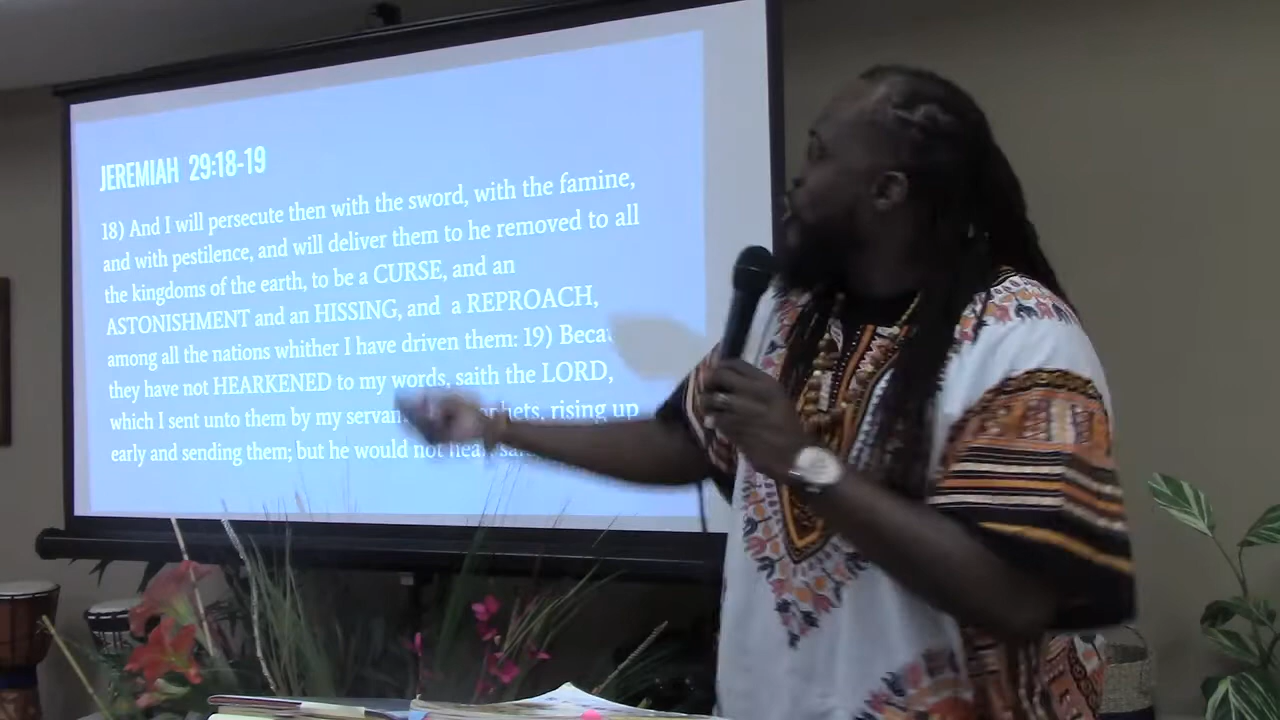 JEREMIAH 29:18-19
18) And I will persecute then with the sword, with the famine,
and with pestilence, and will deliver them to he removed to all
the kingdoms of the earth, to be a CURSE, and an
ASTONISHMENT and an HISSING, and a REPROACH,
among all the nations whither I have driven them: 19)
they have not HEARKENED to my words, saith the LORD,
which I sent unto them by my rising up
early and sending them; but he would not